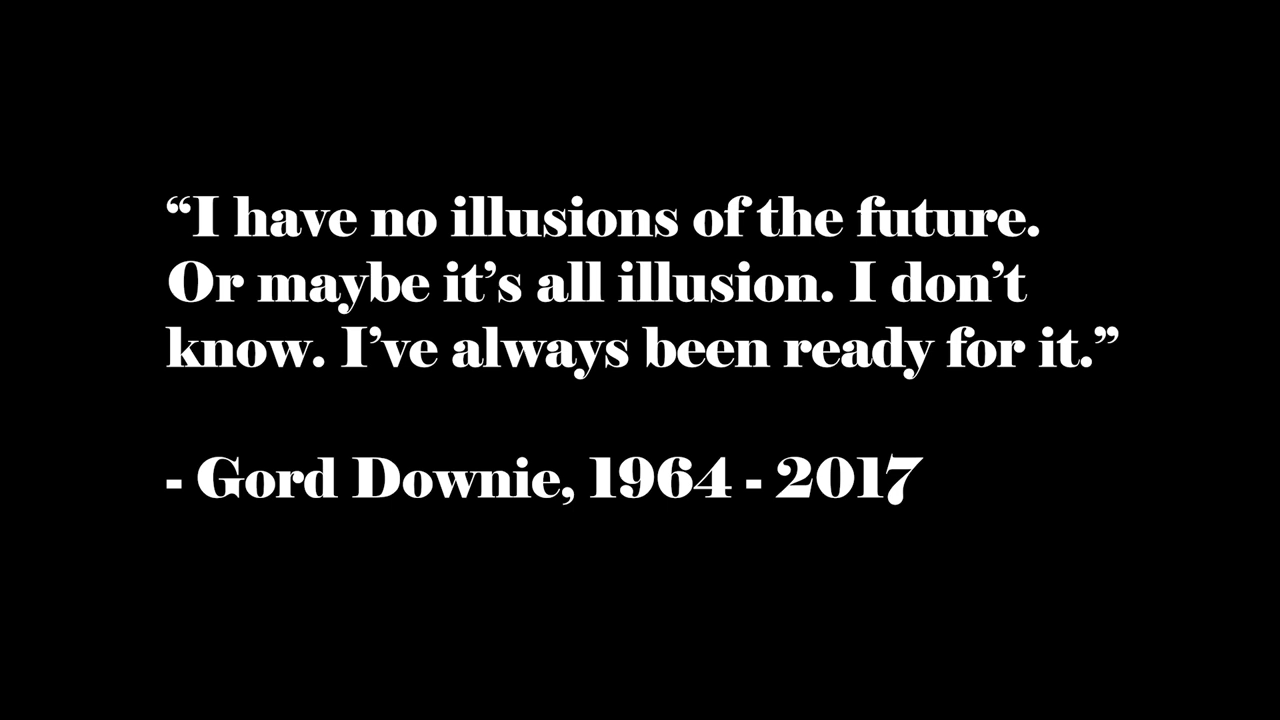 “I have no illusions of the future.
Or maybe it’s all illusion. I don’t
know. I’ve always been ready for it.”
- Gord Downie, 1964 - 2017